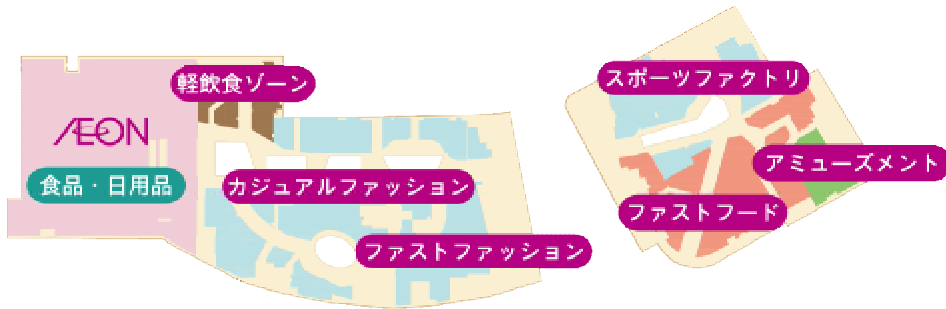 軽飲食ゾーン
スポーツファクトリ
ÆON
アミューズメント
食品・日用品
カジュアルファッション
ファストフード
ファストファッション